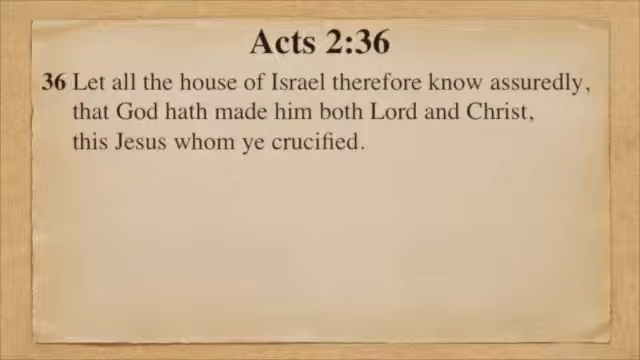 Acts 2:36
36 Let all the house of Israel therefore know assuredly,
that God hath made him both Lord and Christ,
this Jesus whom ye crucified.